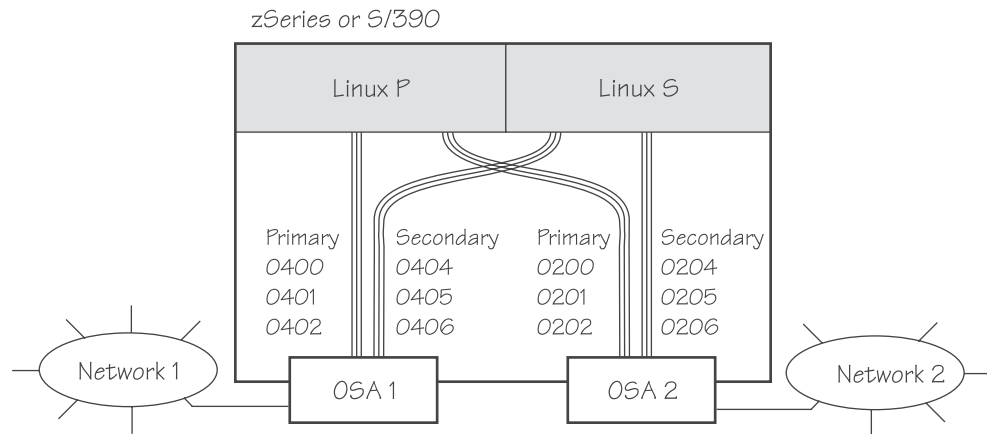 zSeries or S/390
Linux P
Linux S
Primary
0400
0401
0402
Secondary
0404
0405
0406
Primary
0200
0201
0202
Secondary
0204
0205
0206
Network 1
OSA 1
OSA 2
Network 2